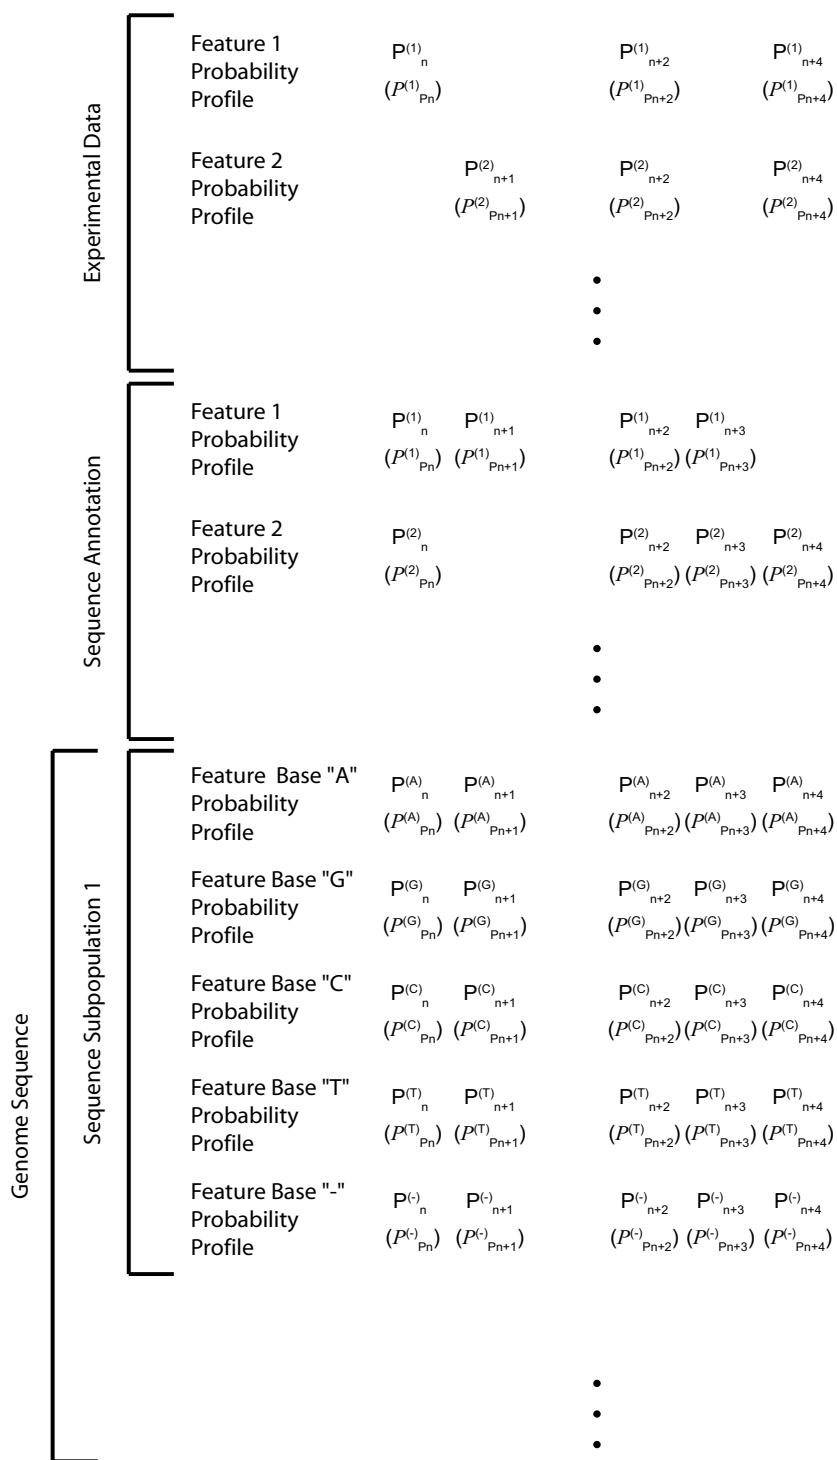 Experimental Data
Feature 1
Probability
Profile
P⁽¹⁾ₙ P⁽¹⁾ₙ₊₂ P⁽¹⁾ₙ₊₄
(P⁽¹⁾Pn) (P⁽¹⁾Pn+2) (P⁽¹⁾Pn+4)
Feature 2
Probability
Profile
P⁽²⁾n+1 P⁽²⁾n+2 P⁽²⁾n+4
(P⁽²⁾Pn+1) (P⁽²⁾Pn+2) (P⁽²⁾Pn+4)
Sequence Annotation
Feature 1
Probability
Profile
P⁽¹⁾n P⁽¹⁾n+1 P⁽¹⁾n+2 P⁽¹⁾n+3
(P⁽¹⁾Pn) (P⁽¹⁾Pn+1) (P⁽¹⁾Pn+2) (P⁽¹⁾Pn+3)
Feature 2
Probability
Profile
P⁽²⁾n P⁽²⁾n+2 P⁽²⁾n+3 P⁽²⁾n+4
(P⁽²⁾Pn) (P⁽²⁾Pn+2) (P⁽²⁾Pn+3) (P⁽²⁾Pn+4)
Genome Sequence
Sequence Subpopulation 1
Feature Base "A"
Probability
Profile
P(A)n P(A)n+1 P(A)n+2 P(A)n+3 P(A)n+4
(P(A)Pn) (P(A)Pn+1) (P(A)Pn+2) (P(A)Pn+3) (P(A)Pn+4)
Feature Base "G"
Probability
Profile
P(G)n P(G)n+1 P(G)n+2 P(G)n+3 P(G)n+4
(P(G)Pn) (P(G)Pn+1) (P(G)Pn+2) (P(G)Pn+3) (P(G)Pn+4)
Feature Base "C"
Probability
Profile
P(C)n P(C)n+1 P(C)n+2 P(C)n+3 P(C)n+4
(P(C)Pn) (P(C)Pn+1) (P(C)Pn+2) (P(C)Pn+3) (P(C)Pn+4)
Feature Base "T"
Probability
Profile
P(T)n P(T)n+1 P(T)n+2 P(T)n+3 P(T)n+4
(P(T)Pn) (P(T)Pn+1) (P(T)Pn+2) (P(T)Pn+3) (P(T)Pn+4)
Feature Base "-"
Probability
Profile
P(-)n P(-)n+1 P(-)n+2 P(-)n+3 P(-)n+4
(P(-)Pn) (P(-)Pn+1) (P(-)Pn+2) (P(-)Pn+3) (P(-)Pn+4)